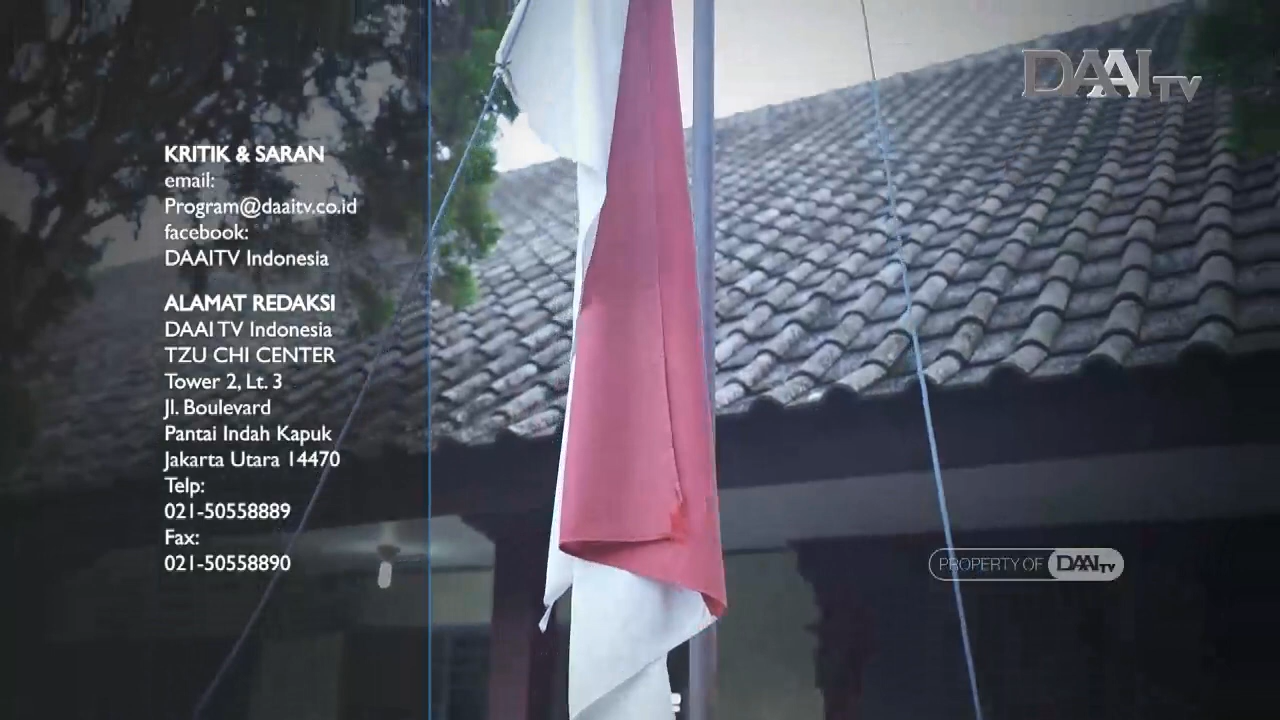 DAAI TV
KRITIK & SARAN
email:
Program@daaitv.co.id
facebook:
DAAITV Indonesia
ALAMAT REDAKSI
DAAI TV Indonesia
TZU CHI CENTER
Tower 2, Lt. 3
Jl. Boulevard
Pantai Indah Kapuk
Jakarta Utara 14470
Telp:
021-50558889
Fax:
021-50558890
PROPERTY OF DAAI TV